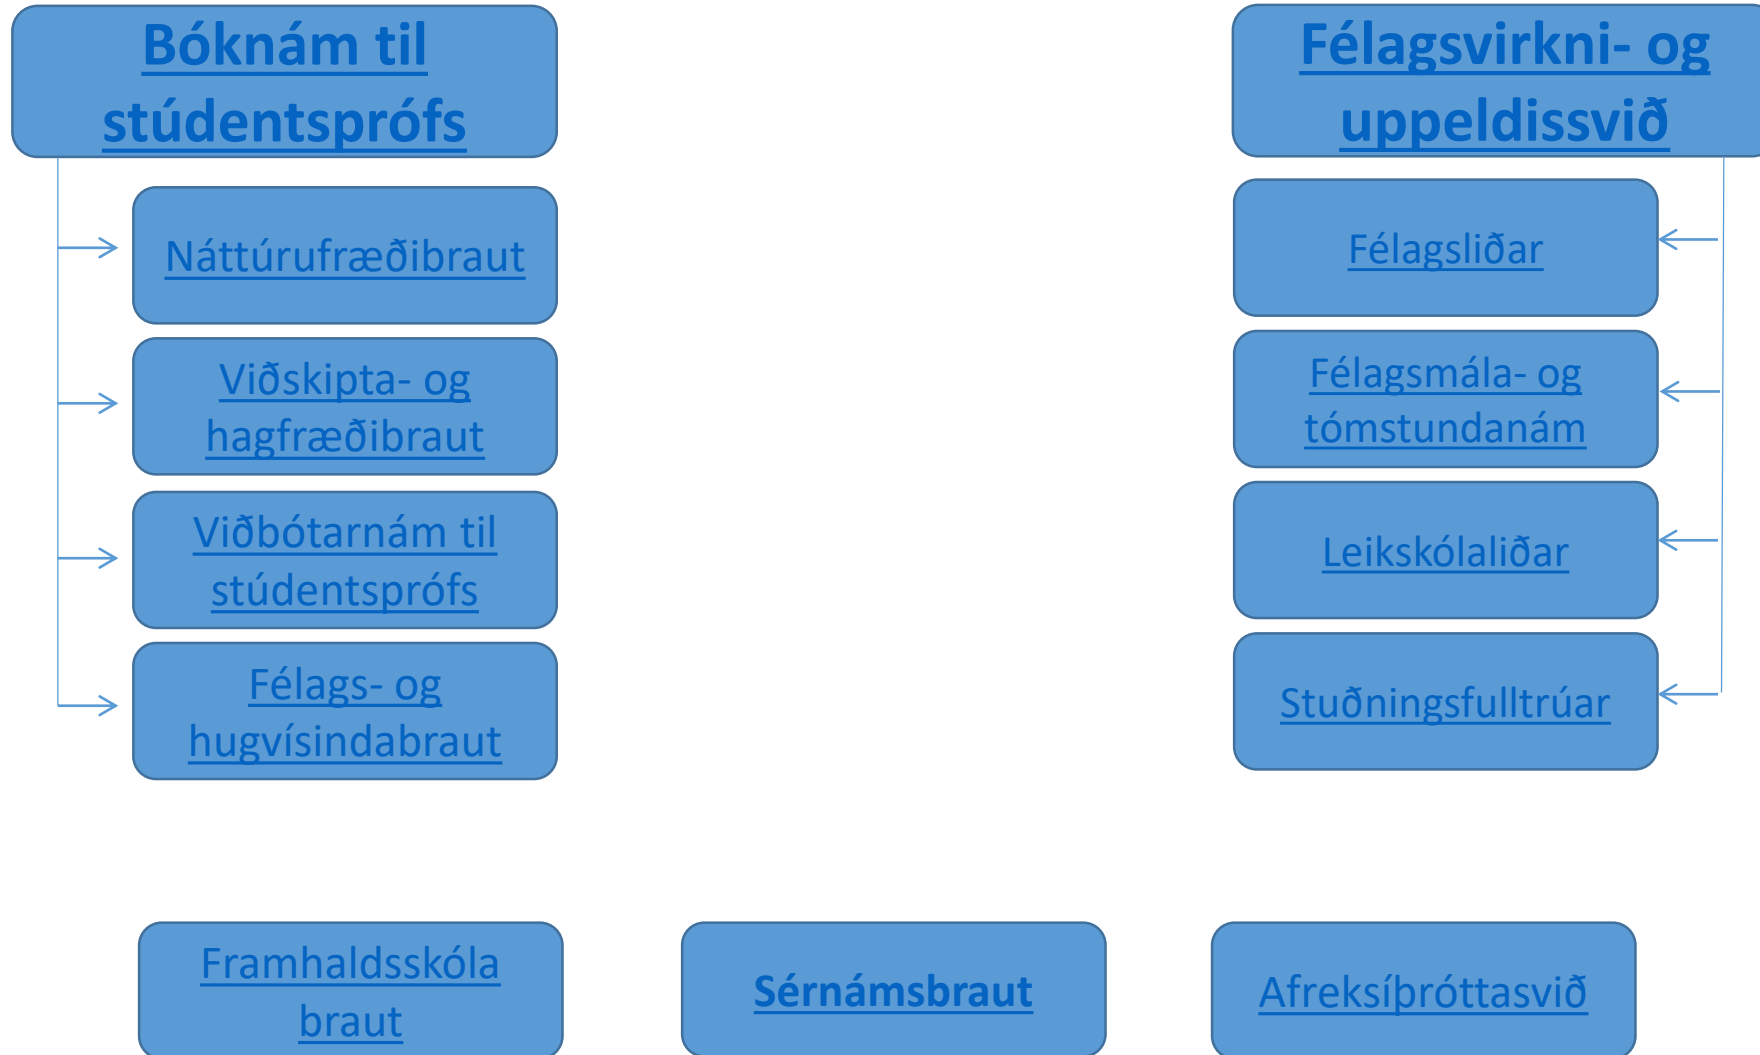 Bóknám til
stúdentsprófs
Náttúrufræðibraut
Viðskipta- og
hagfræðibraut
Viðbótarnám til
stúdentsprófs
Félags- og
hugvísindabraut
Félagsvirkni- og
uppeldissvið
Félagsliðar
Félagsmála- og
tómstundanám
Leikskólaliðar
Stuðningsfulltrúar
Framhaldsskóla
braut
Sérnámsbraut
Afreksíþróttasvið